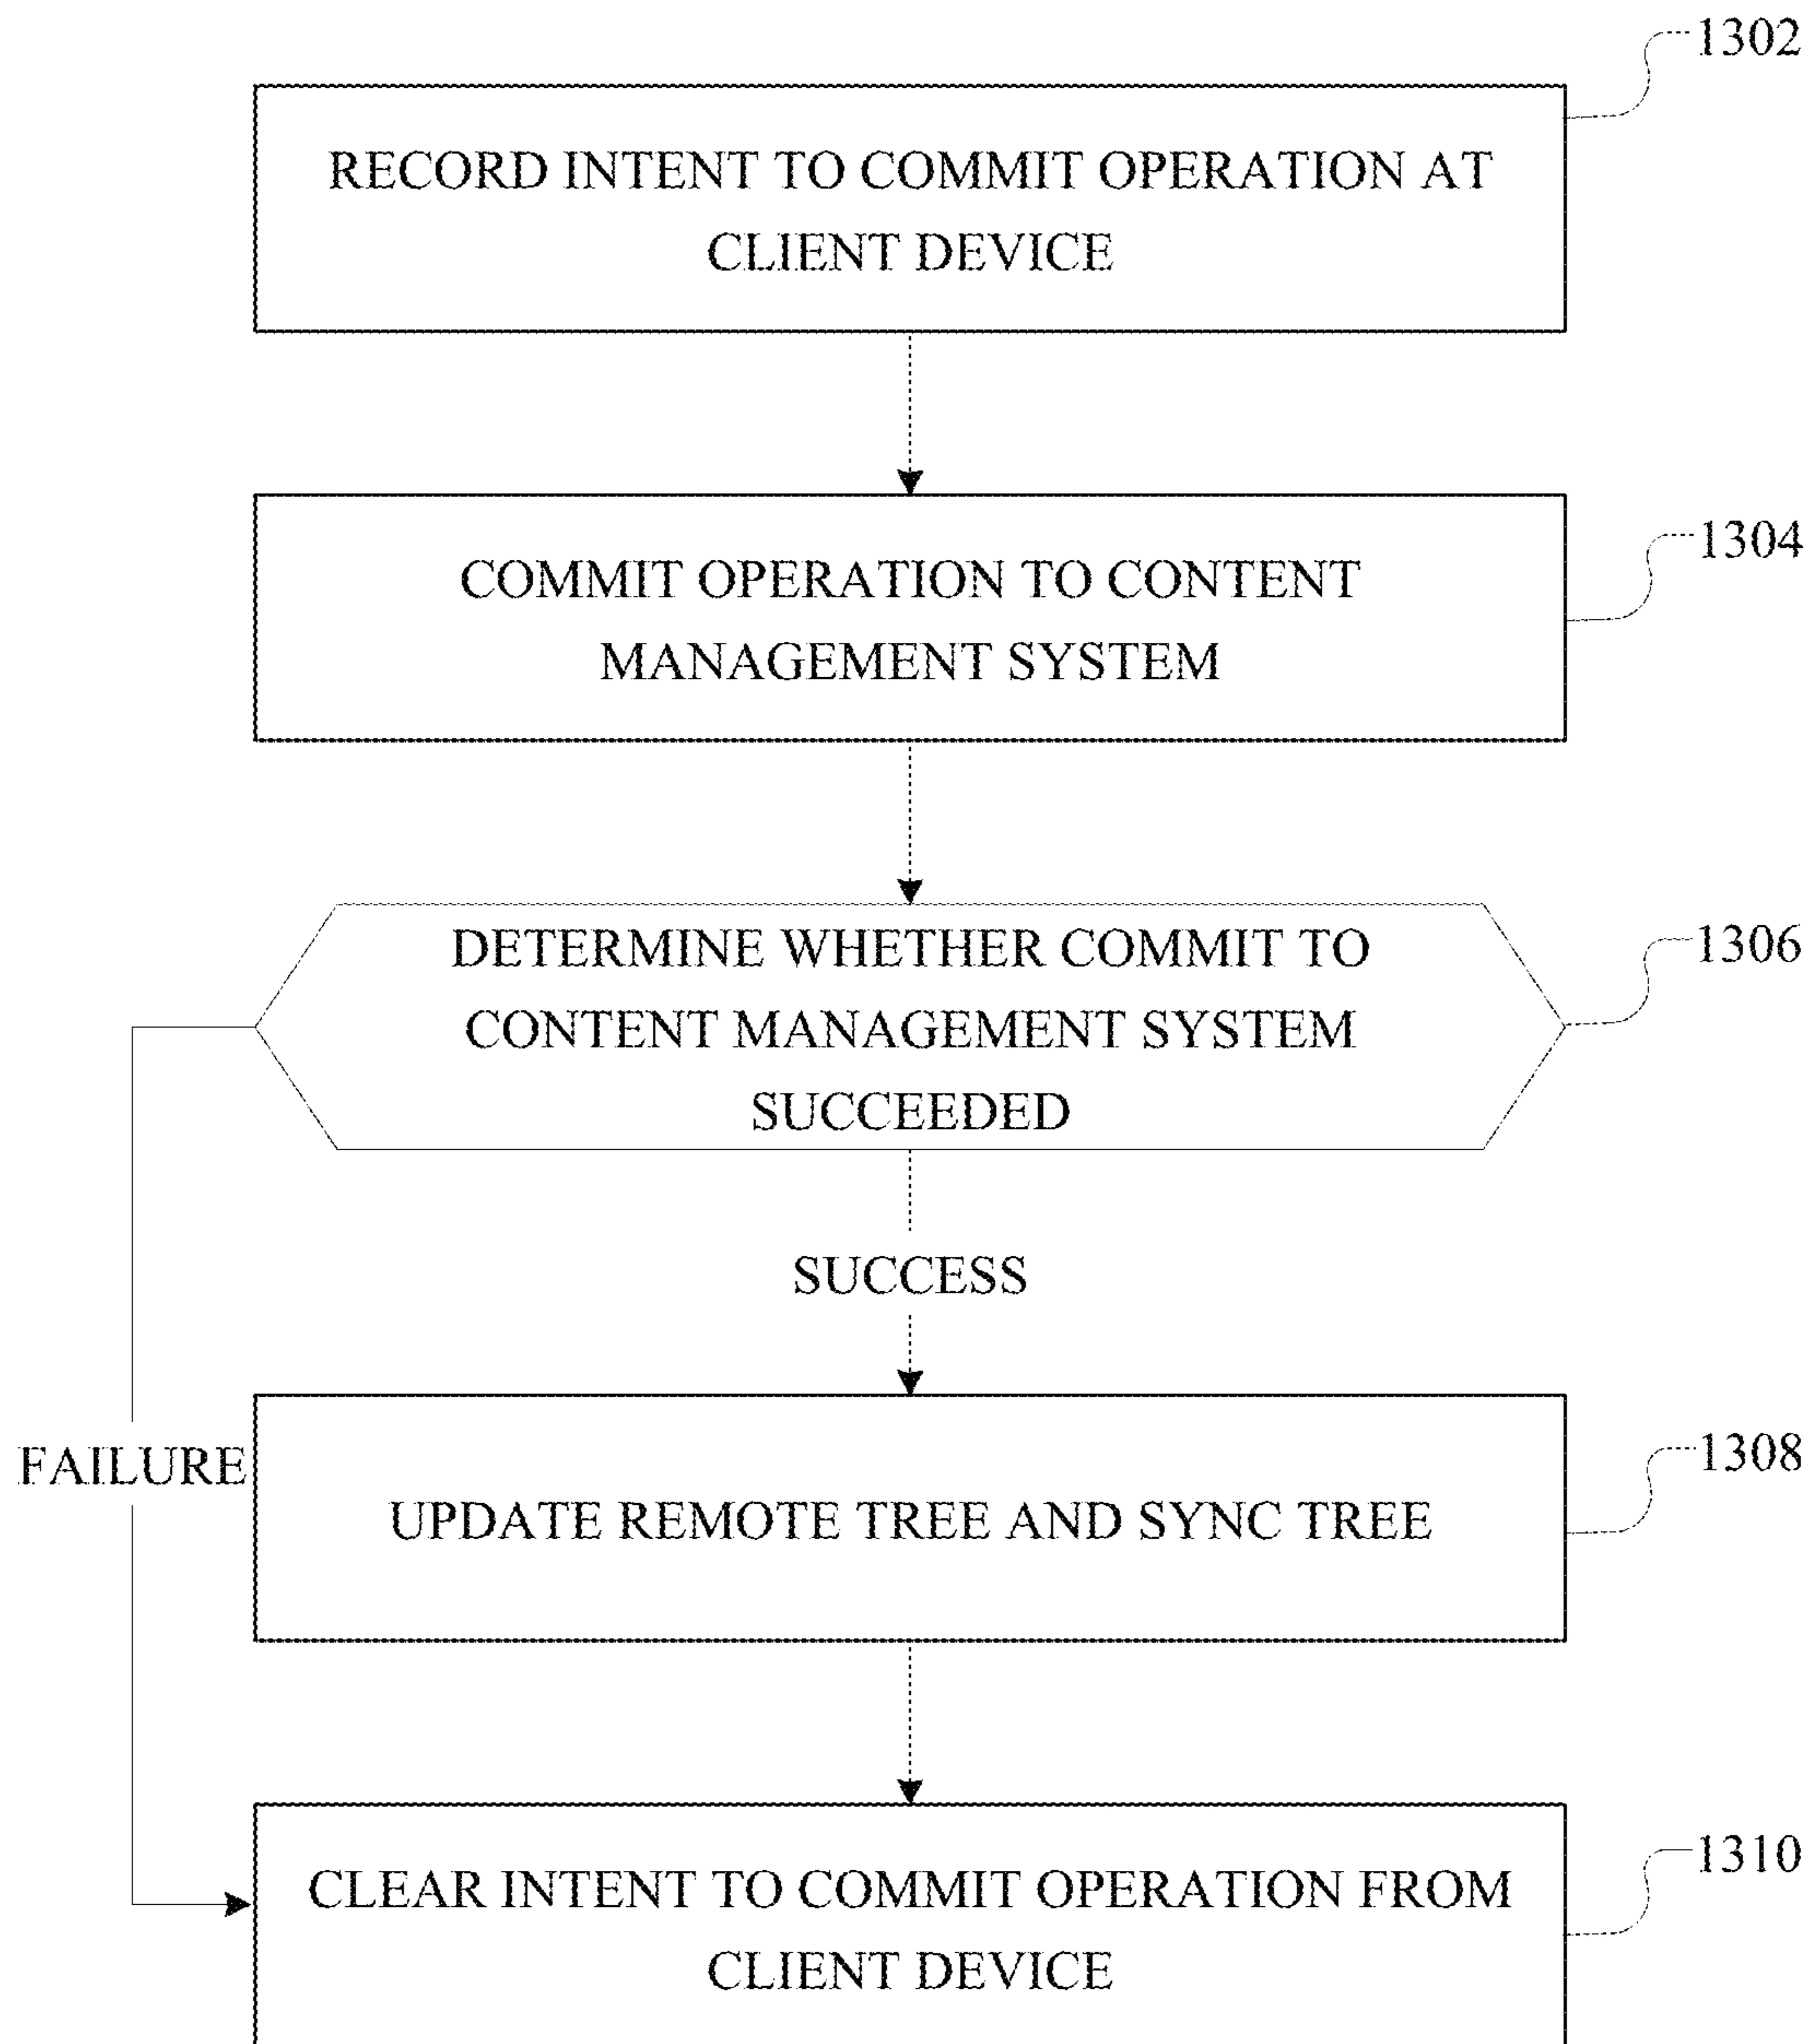 1302
RECORD INTENT TO COMMIT OPERATION AT
CLIENT DEVICE
1304
COMMIT OPERATION TO CONTENT
MANAGEMENT SYSTEM
1306
DETERMINE WHETHER COMMIT TO
CONTENT MANAGEMENT SYSTEM
SUCCEEDED
SUCCESS
FAILURE
1308
UPDATE REMOTE TREE AND SYNC TREE
1310
CLEAR INTENT TO COMMIT OPERATION FROM
CLIENT DEVICE